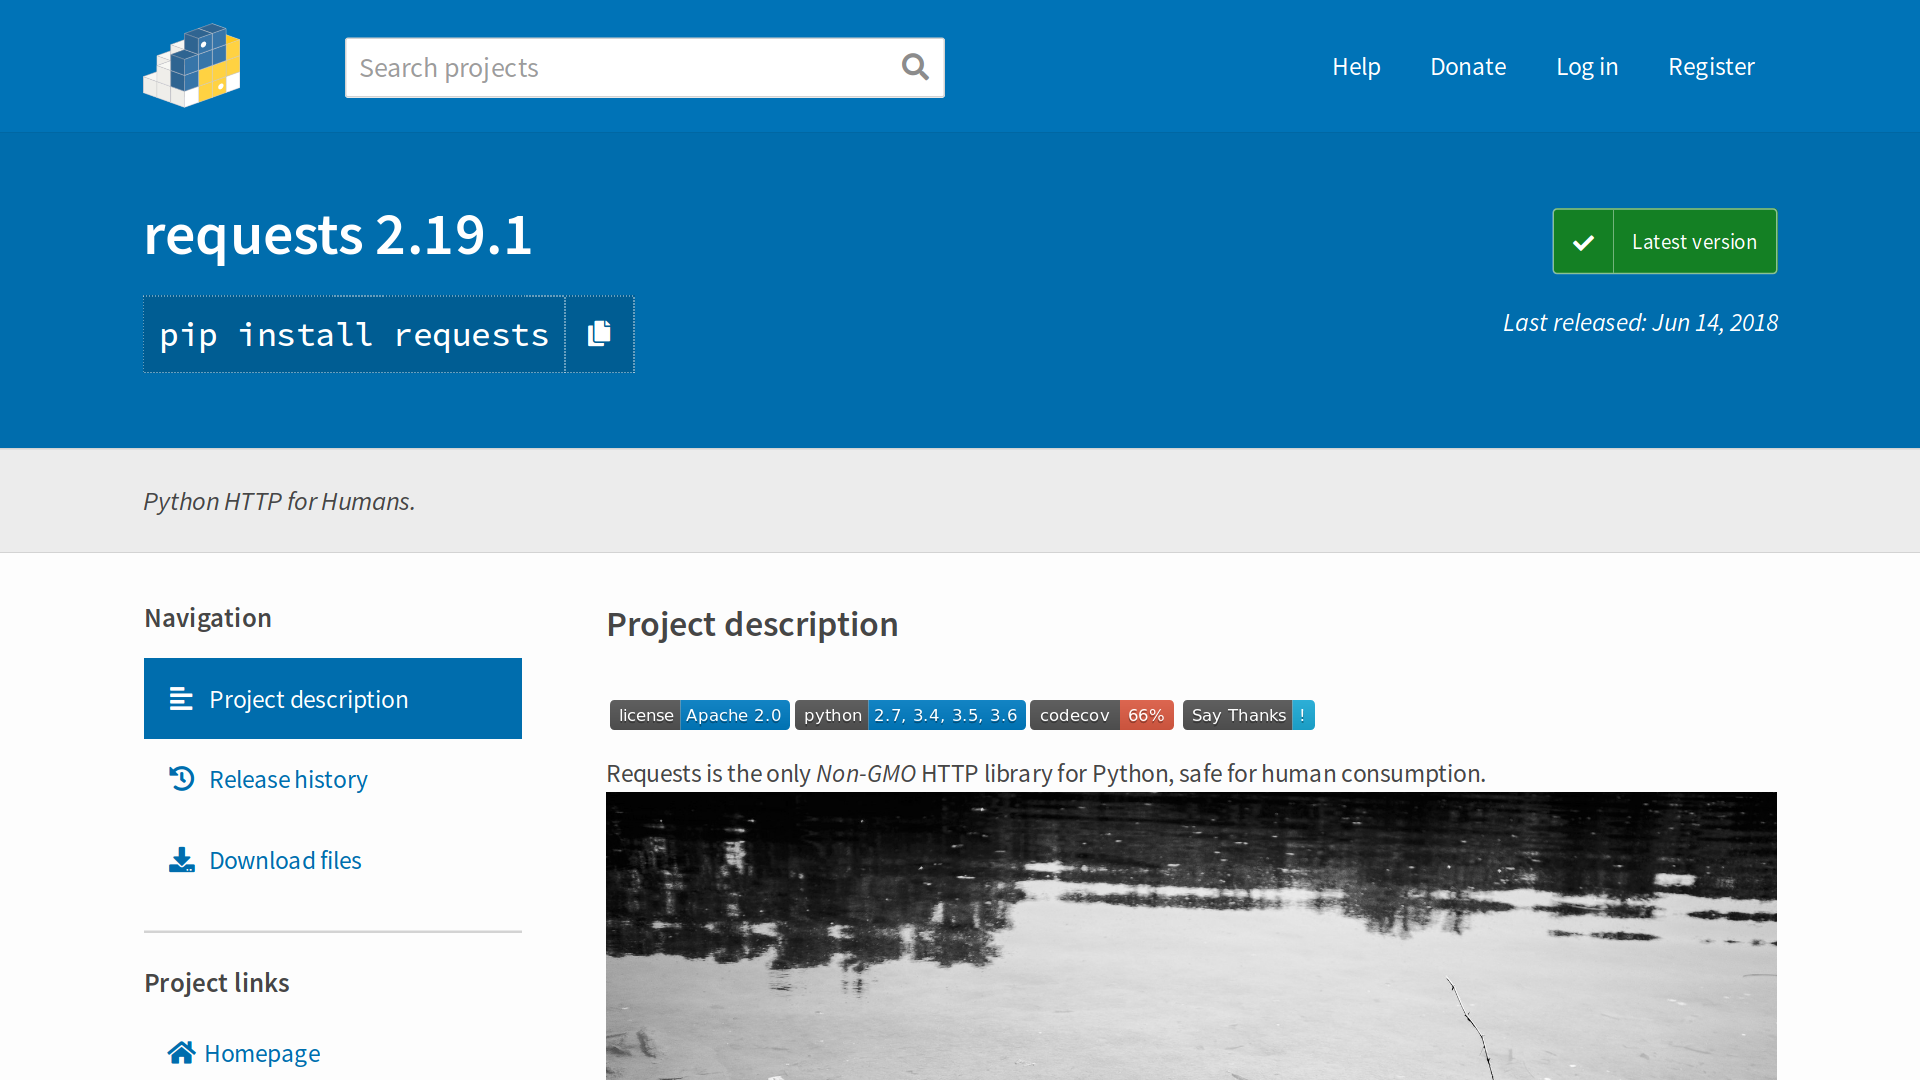 Search projects
Help
Donate
Log in
Register
requests 2.19.1
Latest version
pip install requests
Last released: Jun 14, 2018
Python HTTP for Humans.
Navigation
Project description
Release history
Download files
Project links
Homepage
Project description
license Apache 2.0
python 2.7, 3.4, 3.5, 3.6
codecov 66%
Say Thanks !
Requests is the only Non-GMO HTTP library for Python, safe for human consumption.